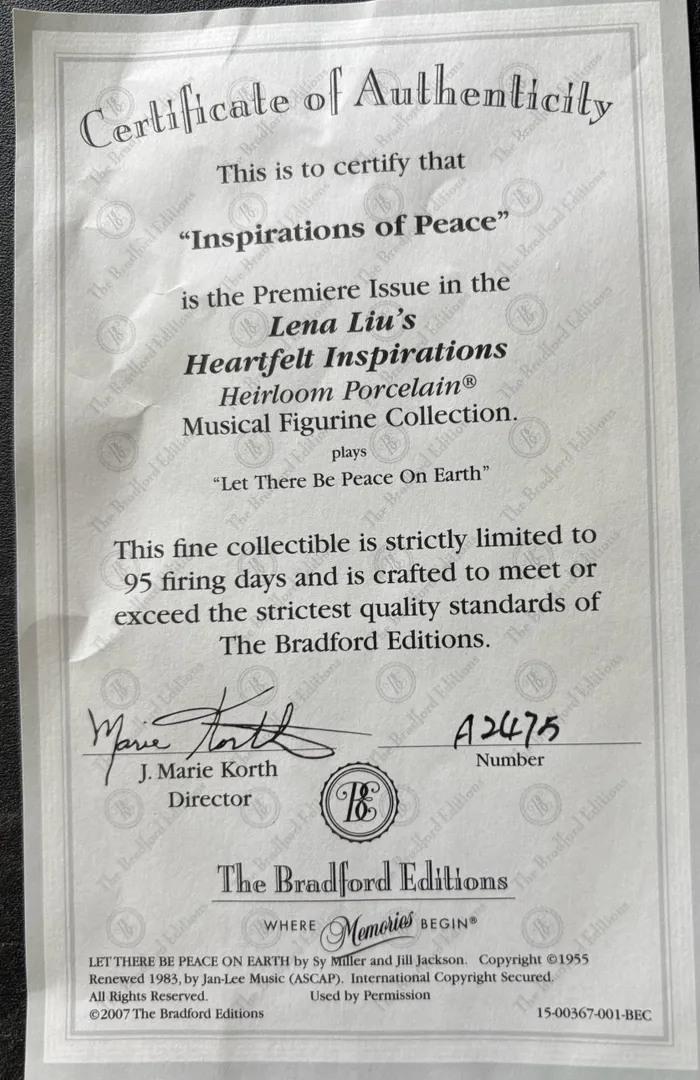 Certificate of Authenticity
This is to certify that
“Inspirations of Peace”
is the Premiere Issue in the
Lena Liu’s
Heartfelt Inspirations
Heirloom Porcelain®
Musical Figurine Collection.
plays
“Let There Be Peace On Earth”
This fine collectible is strictly limited to
95 firing days and is crafted to meet or
exceed the strictest quality standards of
The Bradford Editions.
Marie Korth
A2475
J. Marie Korth
Number
Director
BE
The Bradford Editions
WHERE Memories BEGIN®
LET THERE BE PEACE ON EARTH by Sy Miller and Jill Jackson. Copyright ©1955
Renewed 1983, by Jan-Lee Music (ASCAP). International Copyright Secured.
All Rights Reserved. Used by Permission
©2007 The Bradford Editions 15-00367-001-BEC